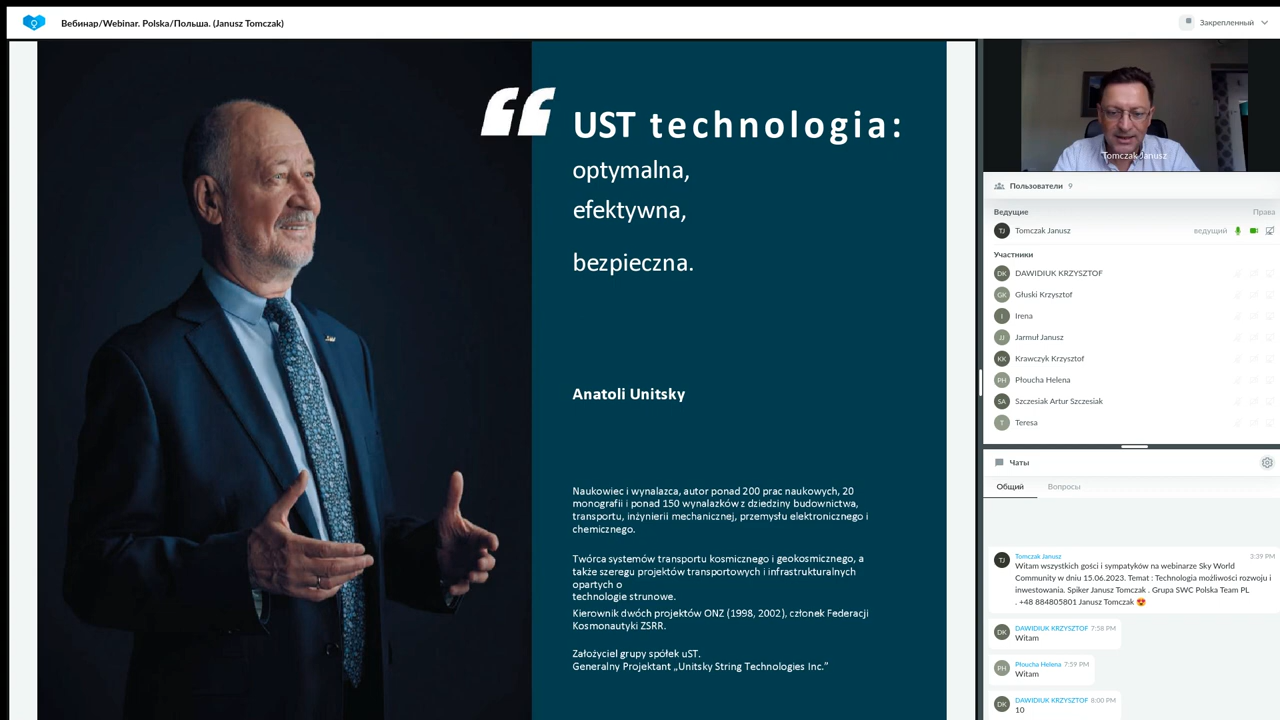 Вебинар/Webinar. Polska/Польша. (Janusz Tomczak)
Закрепленный
UST technologia:
optymalna,
efektywna,
bezpieczna.
Anatoli Unitsky
Naukowiec i wynalazca, autor ponad 200 prac naukowych, 20
monografii i ponad 150 wynalazków z dziedziny budownictwa,
transportu, inżynierii mechanicznej, przemysłu elektronicznego i
chemicznego.
Twórca systemów transportu kosmicznego i geokosmicznego, a
także szeregu projektów transportowych i infrastrukturalnych
opartych o
technologie strunowe.
Kierownik dwóch projektów ONZ (1998, 2002), członek Federacji
Kosmonautyki ZSRR.
Założyciel grupy spółek uST.
Generalny Projektant „Unitsky String Technologies Inc.”
Tomczak Janusz
Пользователи 9
Ведущие Права
TJ Tomczak Janusz ведущий
Участники
DK DAWIDIUK KRZYSZTOF
GK Głuski Krzysztof
I Irena
JJ Jarmuł Janusz
KK Krawczyk Krzysztof
PH Płoucha Helena
SA Szczesiak Artur Szczesiak
T Teresa
Чаты
Общий Вопросы
TJ Tomczak Janusz 3:39 PM
Witam wszystkich gości i sympatyków na webinarze Sky World
Community w dniu 15.06.2023. Temat : Technologia możliwości rozwoju i
inwestowania. Spiker Janusz Tomczak . Grupa SWC Polska Team PL
. +48 884805801 Janusz Tomczak 😍
DK DAWIDIUK KRZYSZTOF 7:58 PM
Witam
PH Płoucha Helena 7:59 PM
Witam
DK DAWIDIUK KRZYSZTOF 8:00 PM
10